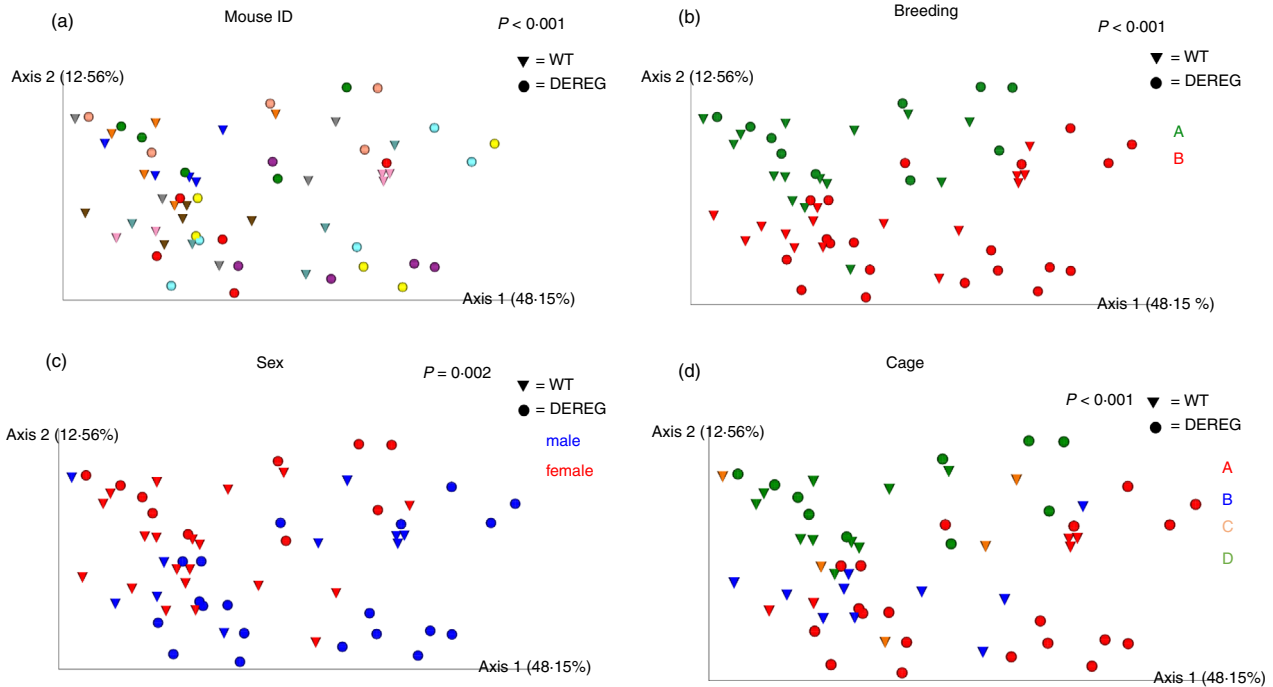 (a)
Mouse ID
P < 0·001
= WT
= DEREG
Axis 2 (12·56%)
Axis 1 (48·15%)
(b)
Breeding
P < 0·001
= WT
= DEREG
Axis 2 (12·56%)
A
B
Axis 1 (48·15 %)
(c)
Sex
P = 0·002
= WT
= DEREG
Axis 2 (12·56%)
male
female
Axis 1 (48·15%)
(d)
Cage
P < 0·001
= WT
= DEREG
Axis 2 (12·56%)
A
B
C
D
Axis 1 (48·15%)